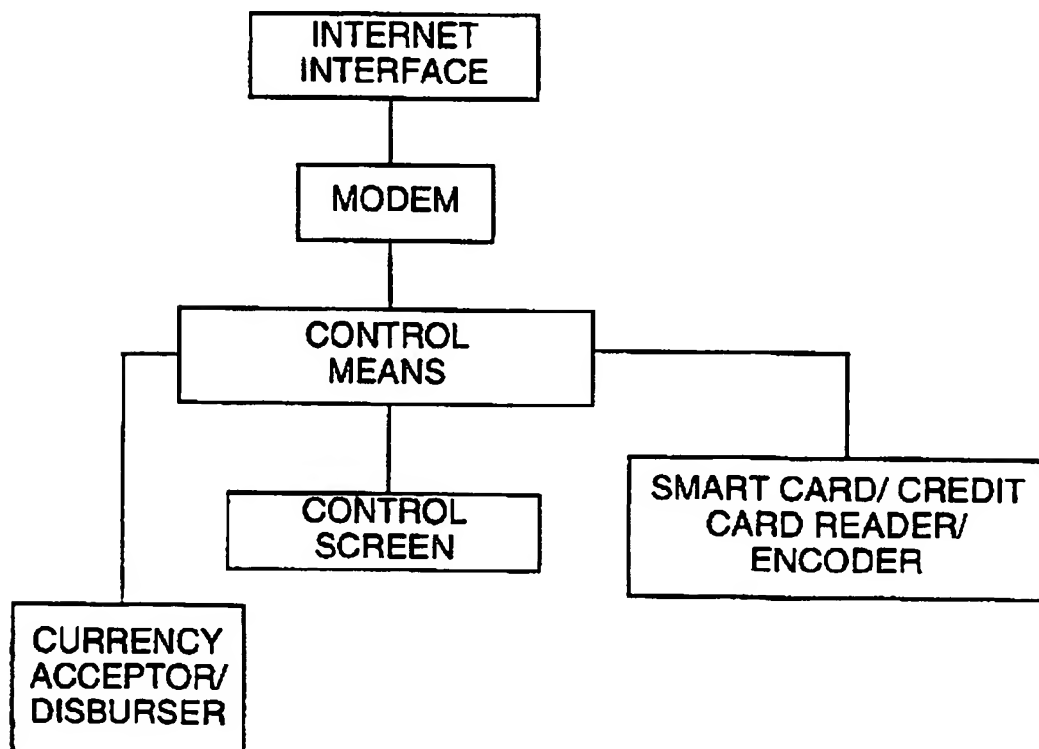 INTERNET
INTERFACE
MODEM
CONTROL
MEANS
CONTROL
SCREEN
SMART CARD/ CREDIT
CARD READER/
ENCODER
CURRENCY
ACCEPTOR/
DISBURSER